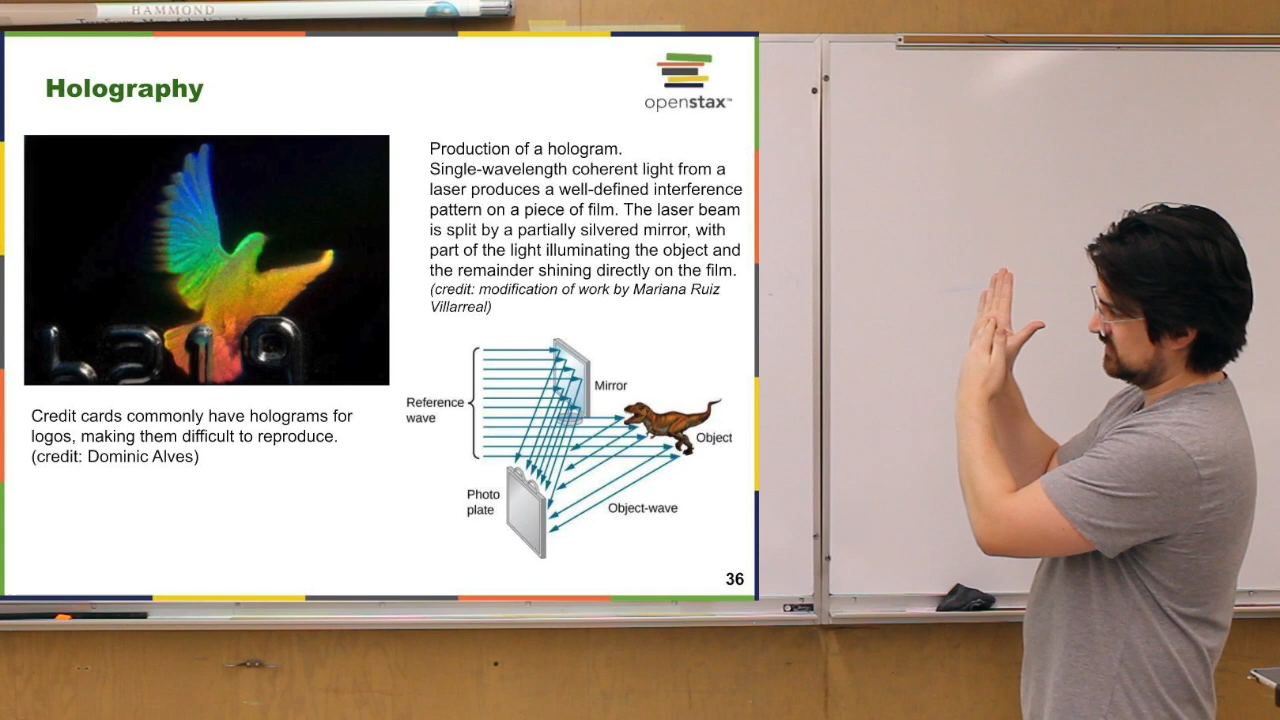 HAMMOND
Holography
openstax™
Production of a hologram.
Single-wavelength coherent light from a
laser produces a well-defined interference
pattern on a piece of film. The laser beam
is split by a partially silvered mirror, with
part of the light illuminating the object and
the remainder shining directly on the film.
(credit: modification of work by Mariana Ruiz
Villarreal)
Credit cards commonly have holograms for
logos, making them difficult to reproduce.
(credit: Dominic Alves)
Reference
wave
Mirror
Object
Photo
plate
Object-wave
36